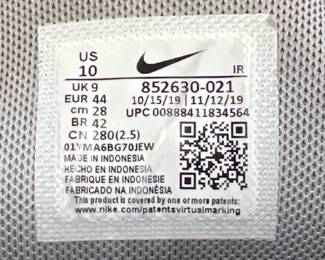 US
10
IR
UK 9
852630-021
EUR 44
10/15/19 11/12/19
cm 28
UPC 00888411834564
BR 42
CN 280(2.5)
01YMA6BG70JEW
MADE IN INDONESIA
HECHO EN INDONESIA
FABRIQUE EN INDONESIE
FABRICADO NA INDONÉSIA
This product is covered by one or more patents:
www.nike.com/patentsvirtualmarking